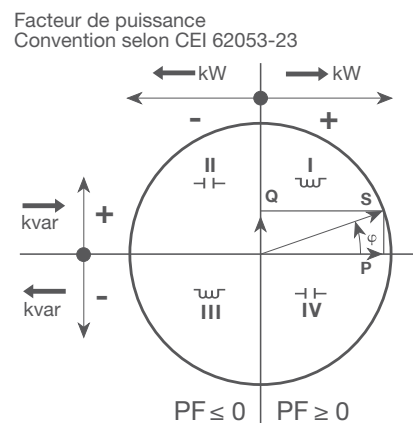 Facteur de puissance
Convention selon CEI 62053-23
kW kW
- +
II I
Q S
kvar + φ
P
kvar -
III IV
PF ≤ 0 PF ≥ 0